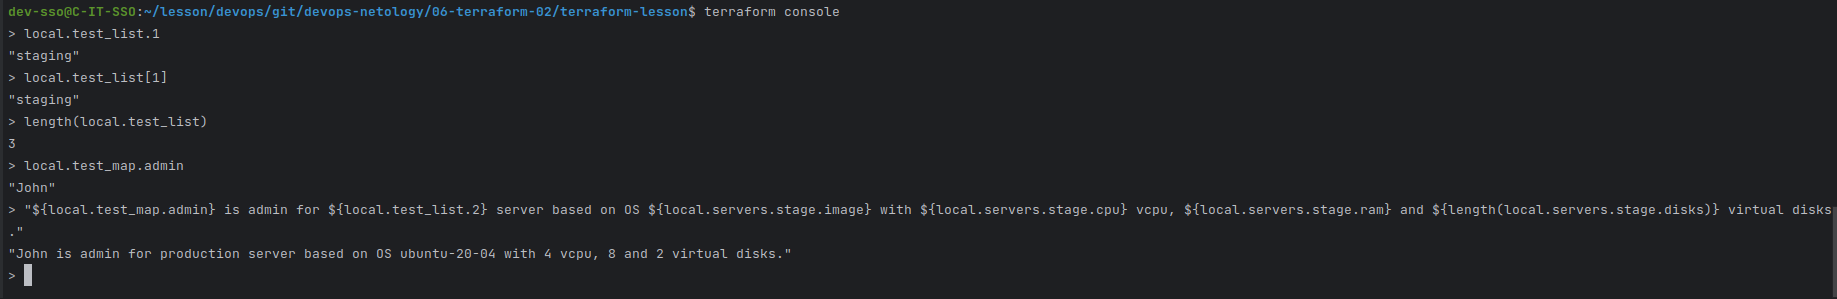 dev-sso@C-IT-SSO:~/lesson/devops/git/devops-netology/06-terraform-02/terraform-lesson$ terraform console
> local.test_list.1
"staging"
> local.test_list[1]
"staging"
> length(local.test_list)
3
> local.test_map.admin
"John"
> "${local.test_map.admin} is admin for ${local.test_list.2} server based on OS ${local.servers.stage.image} with ${local.servers.stage.cpu} vcpu, ${local.servers.stage.ram} and ${length(local.servers.stage.disks)} virtual disks
."
"John is admin for production server based on OS ubuntu-20-04 with 4 vcpu, 8 and 2 virtual disks."
>